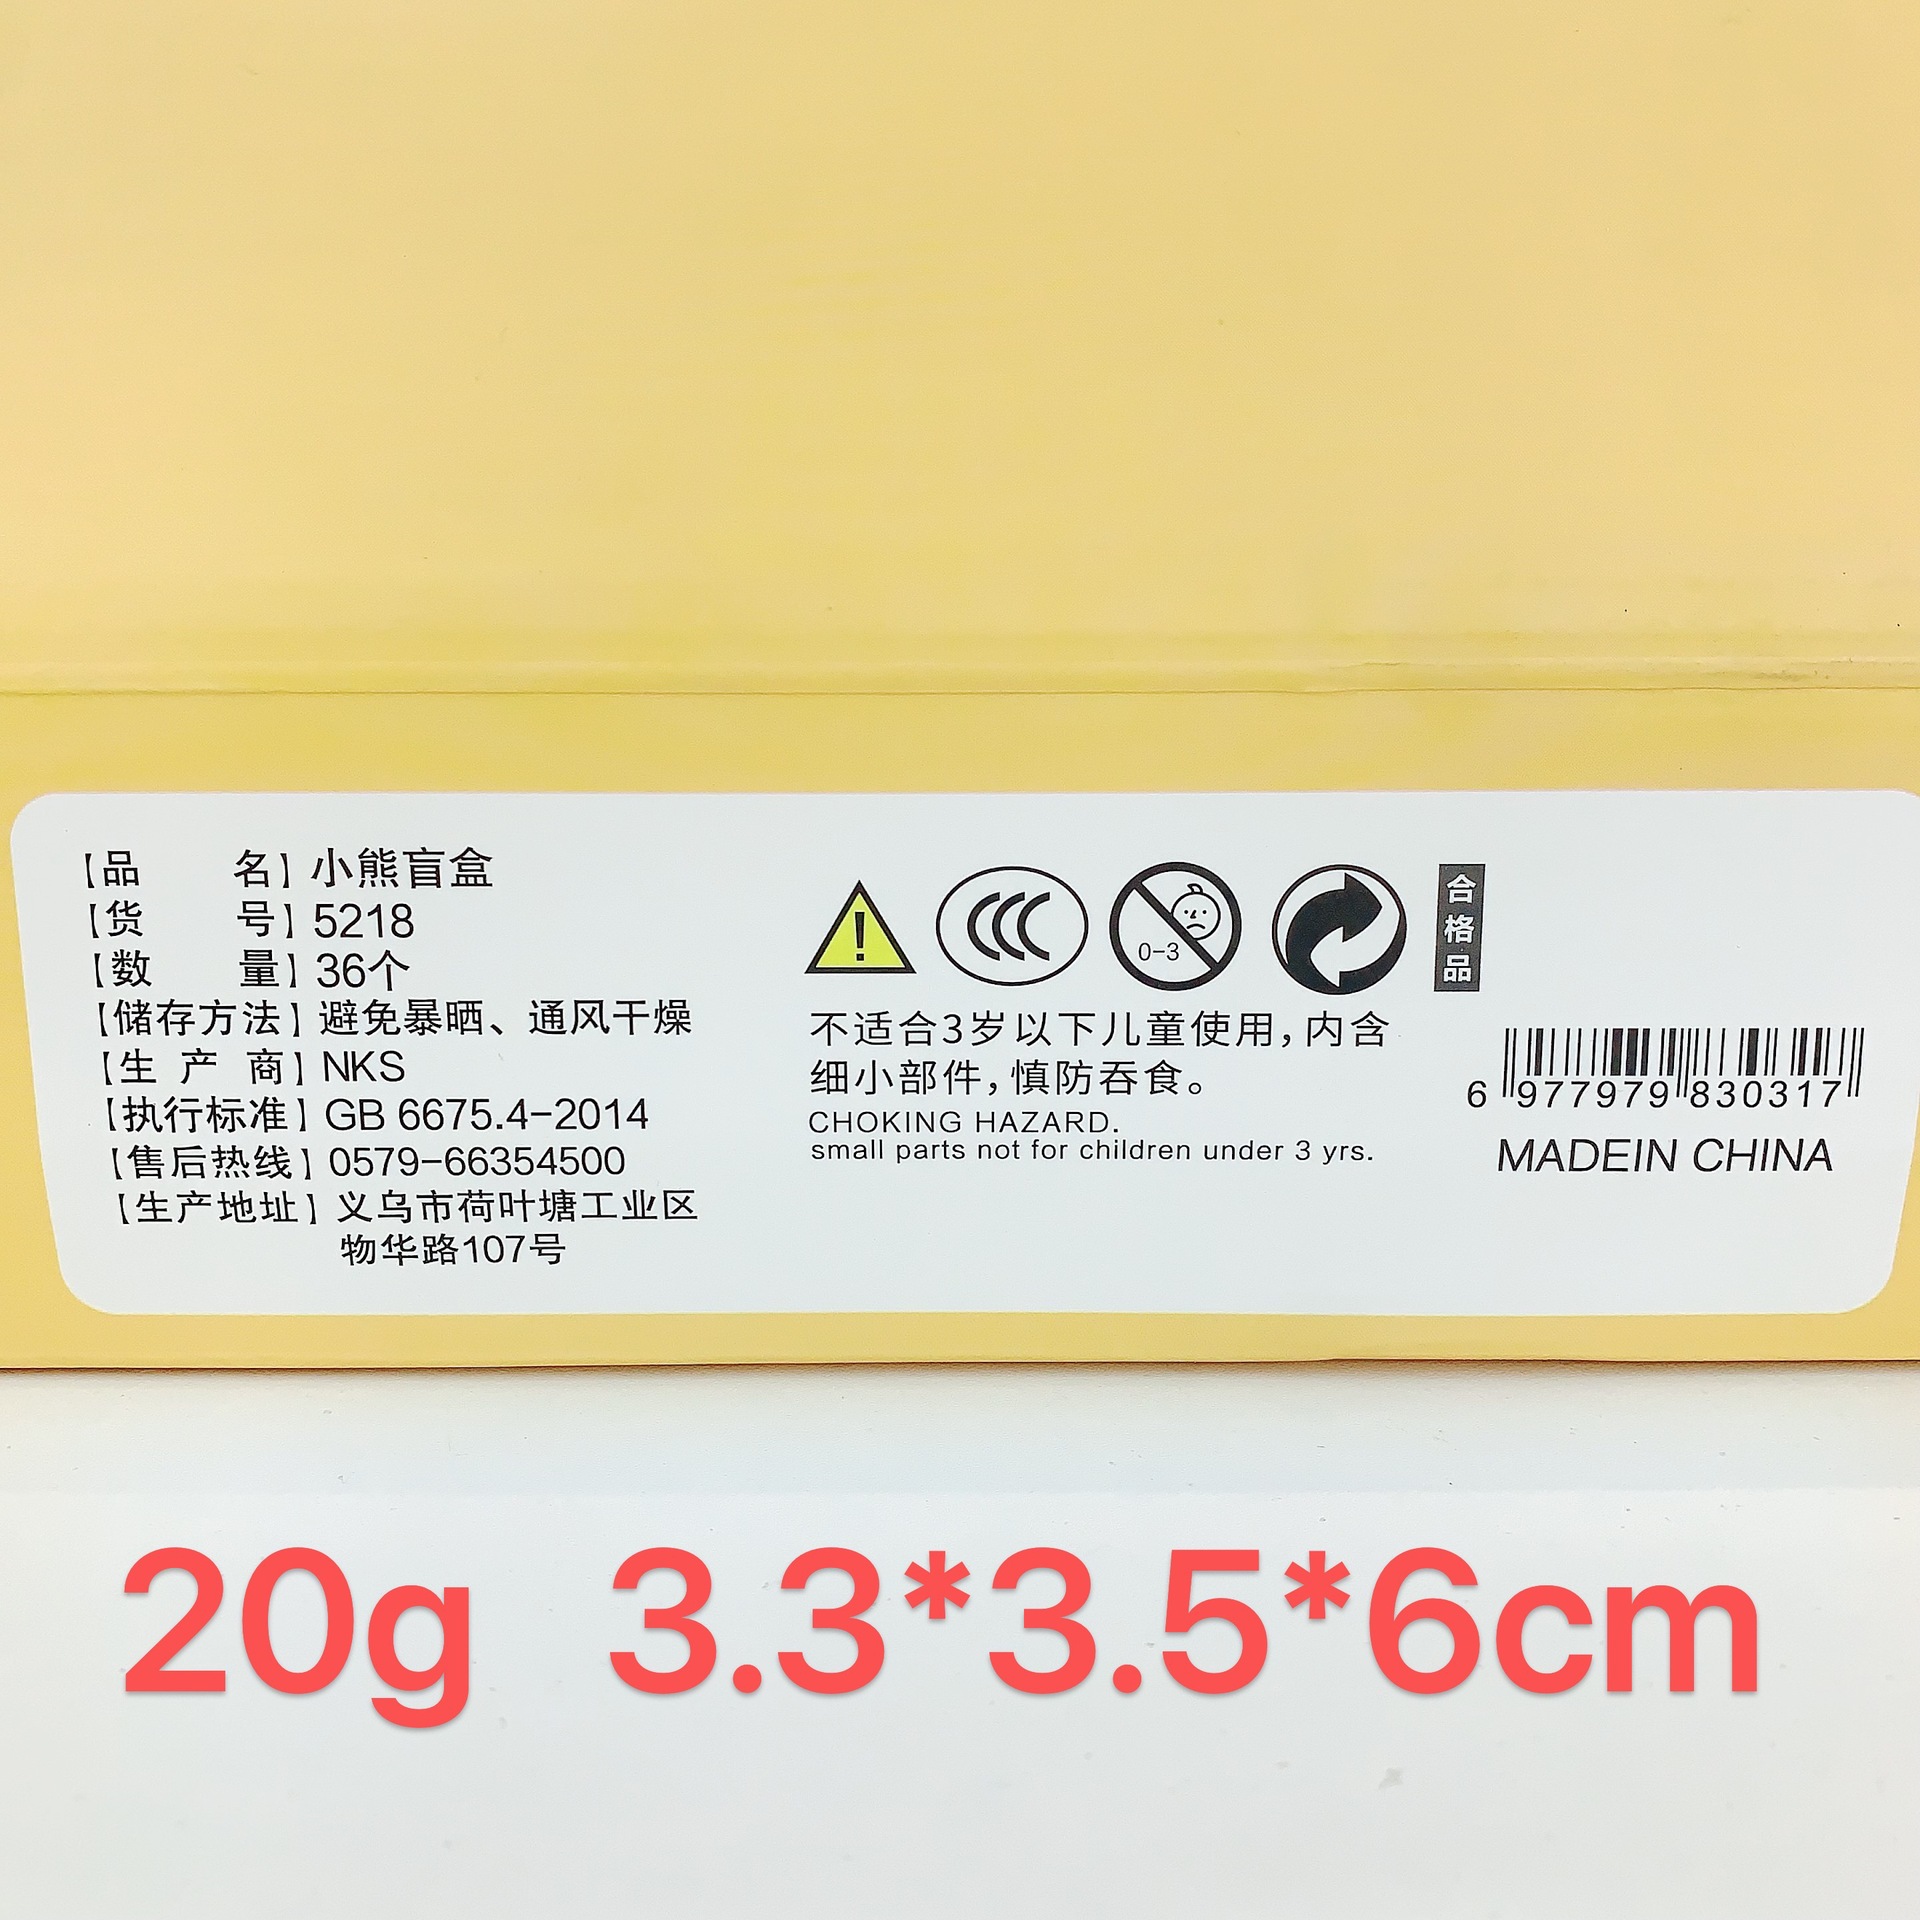 【品 名】小熊盲盒
【货 号】5218
【数 量】36个
【储存方法】避免暴晒、通风干燥
【生 产 商】NKS
【执行标准】GB 6675.4-2014
【售后热线】0579-66354500
【生产地址】义乌市荷叶塘工业区
物华路107号
!
CCC
0-3
合格品
不适合3岁以下儿童使用,内含
细小部件,慎防吞食。
CHOKING HAZARD.
small parts not for children under 3 yrs.
6 977979 830317
MADEIN CHINA
20g 3.3*3.5*6cm